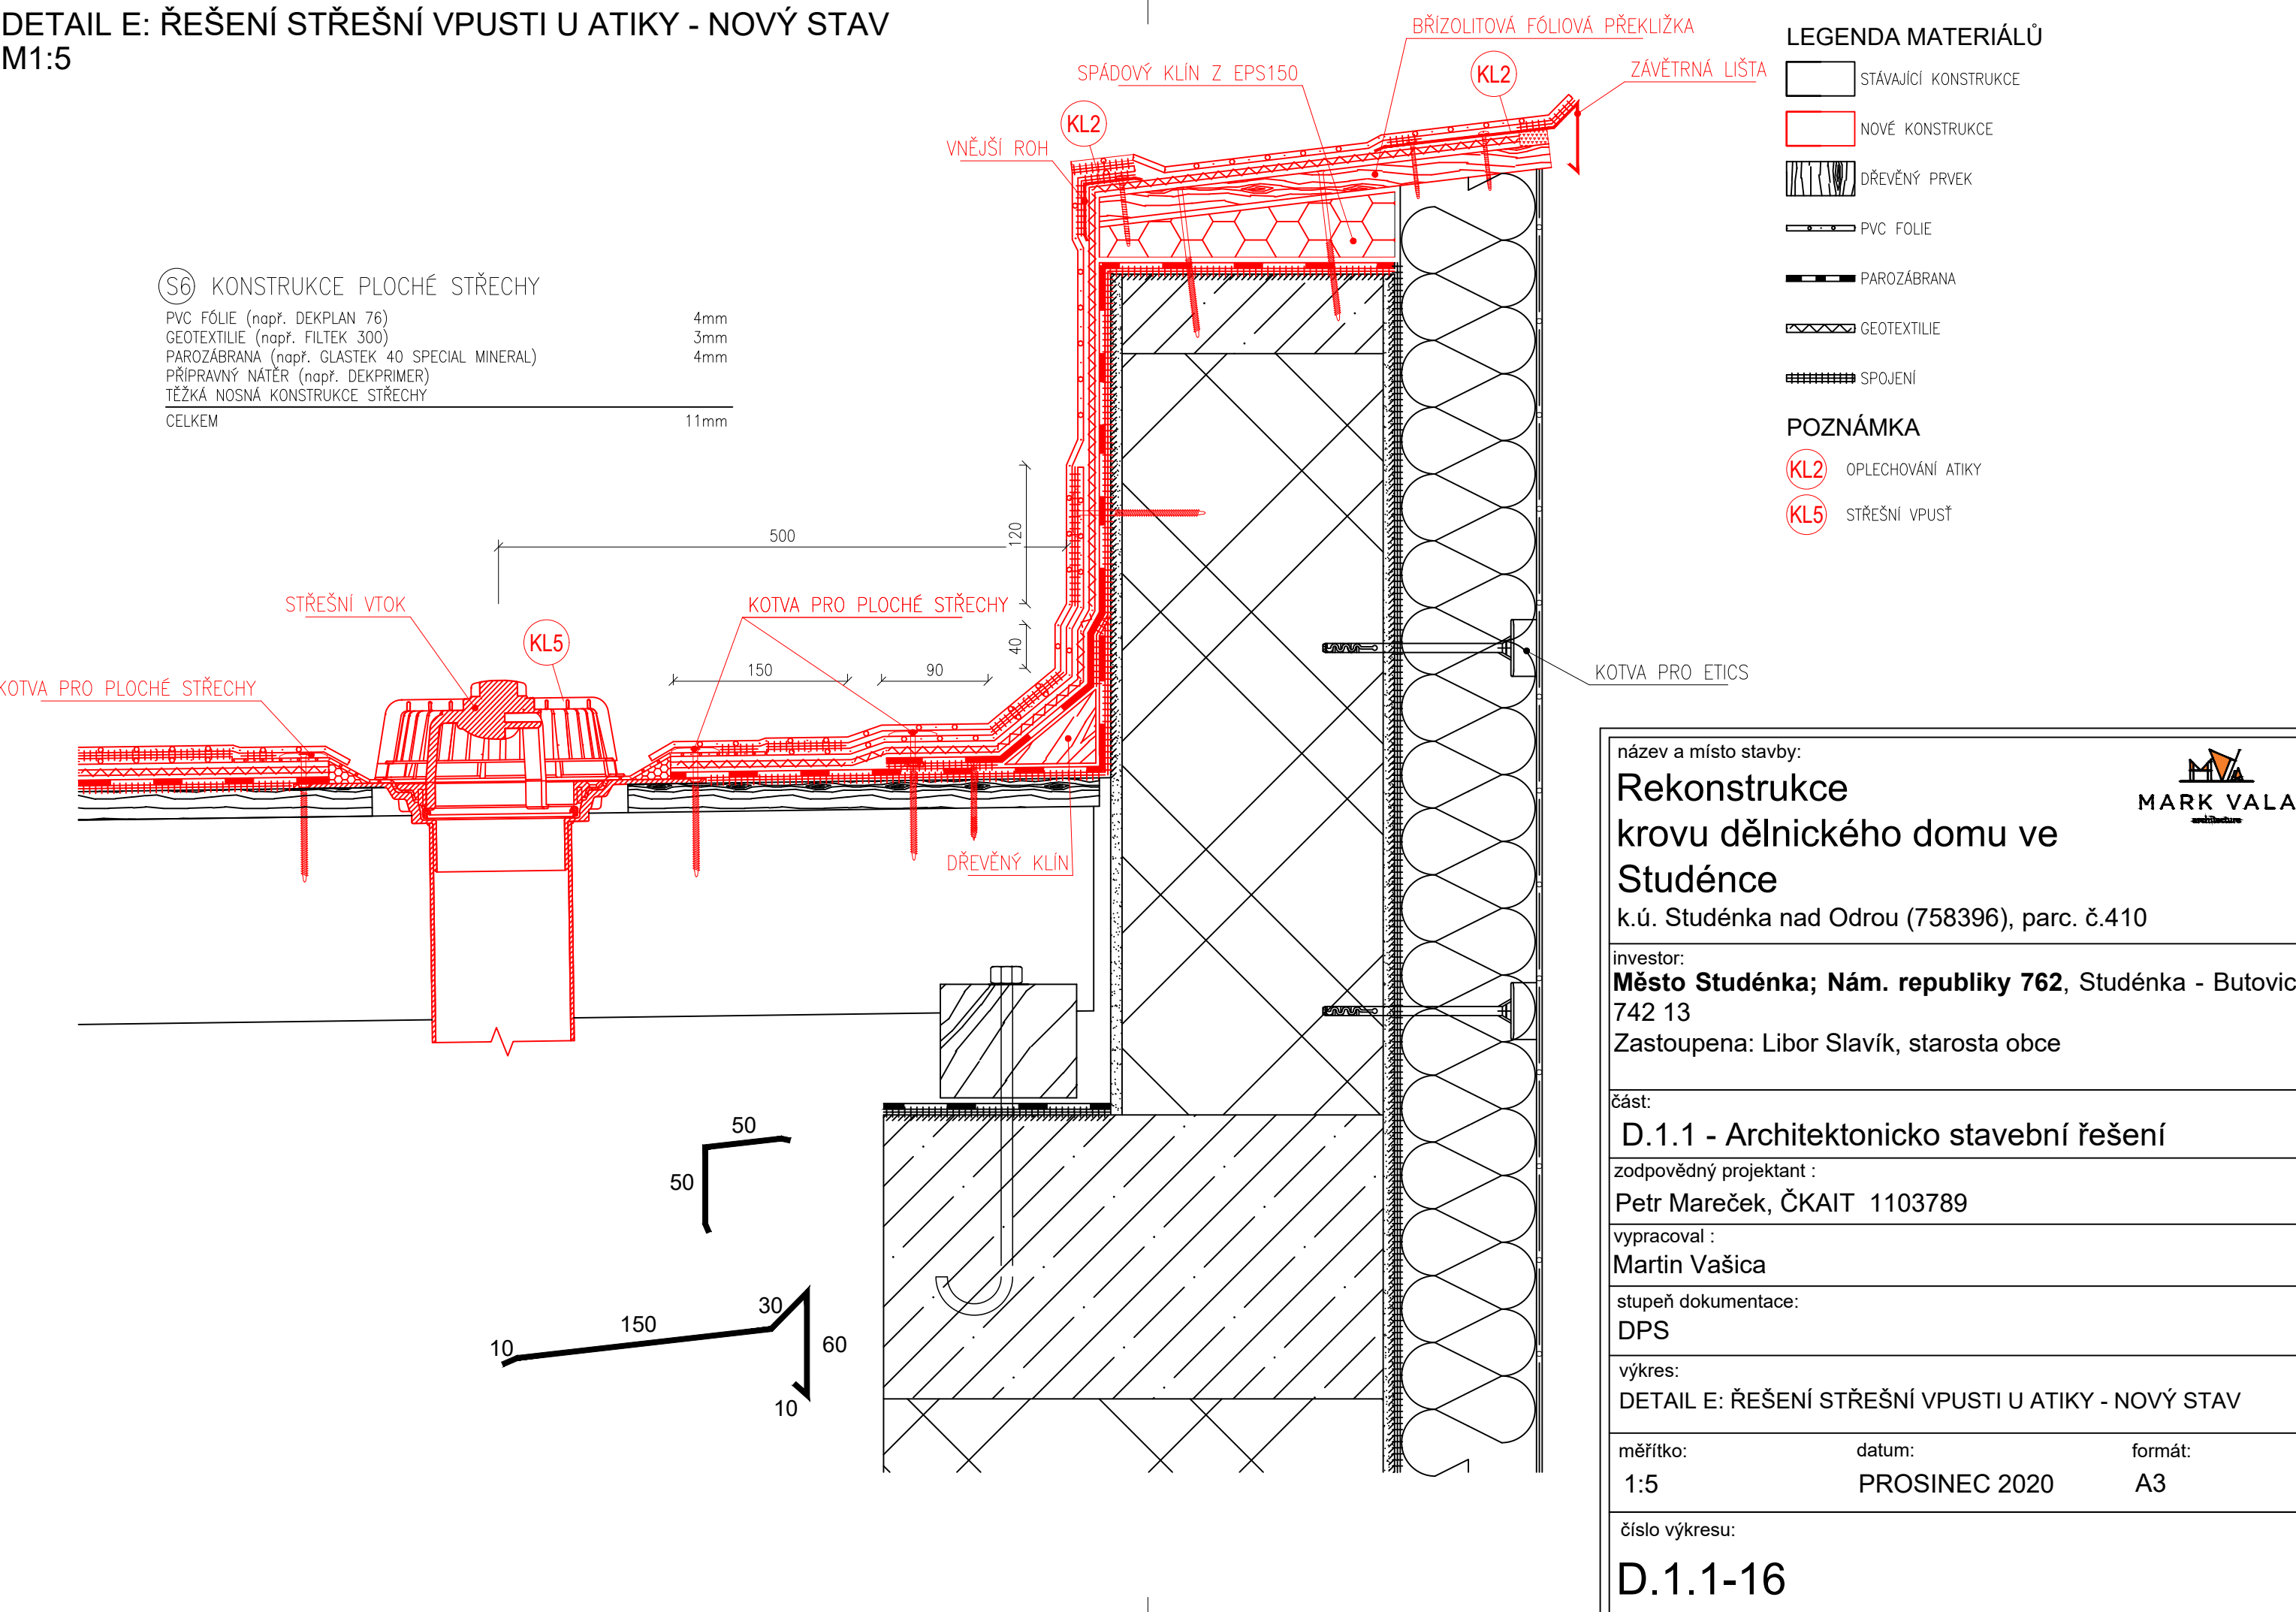 DETAIL E: ŘEŠENÍ STŘEŠNÍ VPUSTI U ATIKY - NOVÝ STAV
M1:5
BŘÍZOLITOVÁ FÓLIOVÁ PŘEKLIŽKA
SPÁDOVÝ KLÍN Z EPS150
KL2
ZÁVĚTRNÁ LIŠTA
KL2
VNĚJŠÍ ROH
LEGENDA MATERIÁLŮ
STÁVAJÍCÍ KONSTRUKCE
NOVÉ KONSTRUKCE
DŘEVĚNÝ PRVEK
PVC FOLIE
PAROZÁBRANA
GEOTEXTILIE
SPOJENÍ
POZNÁMKA
KL2 OPLECHOVÁNÍ ATIKY
KL5 STŘEŠNÍ VPUSŤ
S6 KONSTRUKCE PLOCHÉ STŘECHY
PVC FÓLIE (např. DEKPLAN 76) 4mm
GEOTEXTILIE (např. FILTEK 300) 3mm
PAROZÁBRANA (např. GLASTEK 40 SPECIAL MINERAL) 4mm
PŘÍPRAVNÝ NÁTĚR (např. DEKPRIMER)
TĚŽKÁ NOSNÁ KONSTRUKCE STŘECHY
CELKEM 11mm
500
120
STŘEŠNÍ VTOK
KL5
KOTVA PRO PLOCHÉ STŘECHY
40
150
90
KOTVA PRO PLOCHÉ STŘECHY
KOTVA PRO ETICS
DŘEVĚNÝ KLÍN
50
50
10
150
30
60
10
název a místo stavby:
Rekonstrukce
krovu dělnického domu ve
Studénce
k.ú. Studénka nad Odrou (758396), parc. č.410
MARK VALA
architecture
investor:
Město Studénka; Nám. republiky 762, Studénka - Butovic
742 13
Zastoupena: Libor Slavík, starosta obce
část:
D.1.1 - Architektonicko stavební řešení
zodpovědný projektant :
Petr Mareček, ČKAIT 1103789
vypracoval :
Martin Vašica
stupeň dokumentace:
DPS
výkres:
DETAIL E: ŘEŠENÍ STŘEŠNÍ VPUSTI U ATIKY - NOVÝ STAV
měřítko: datum: formát:
1:5 PROSINEC 2020 A3
číslo výkresu:
D.1.1-16